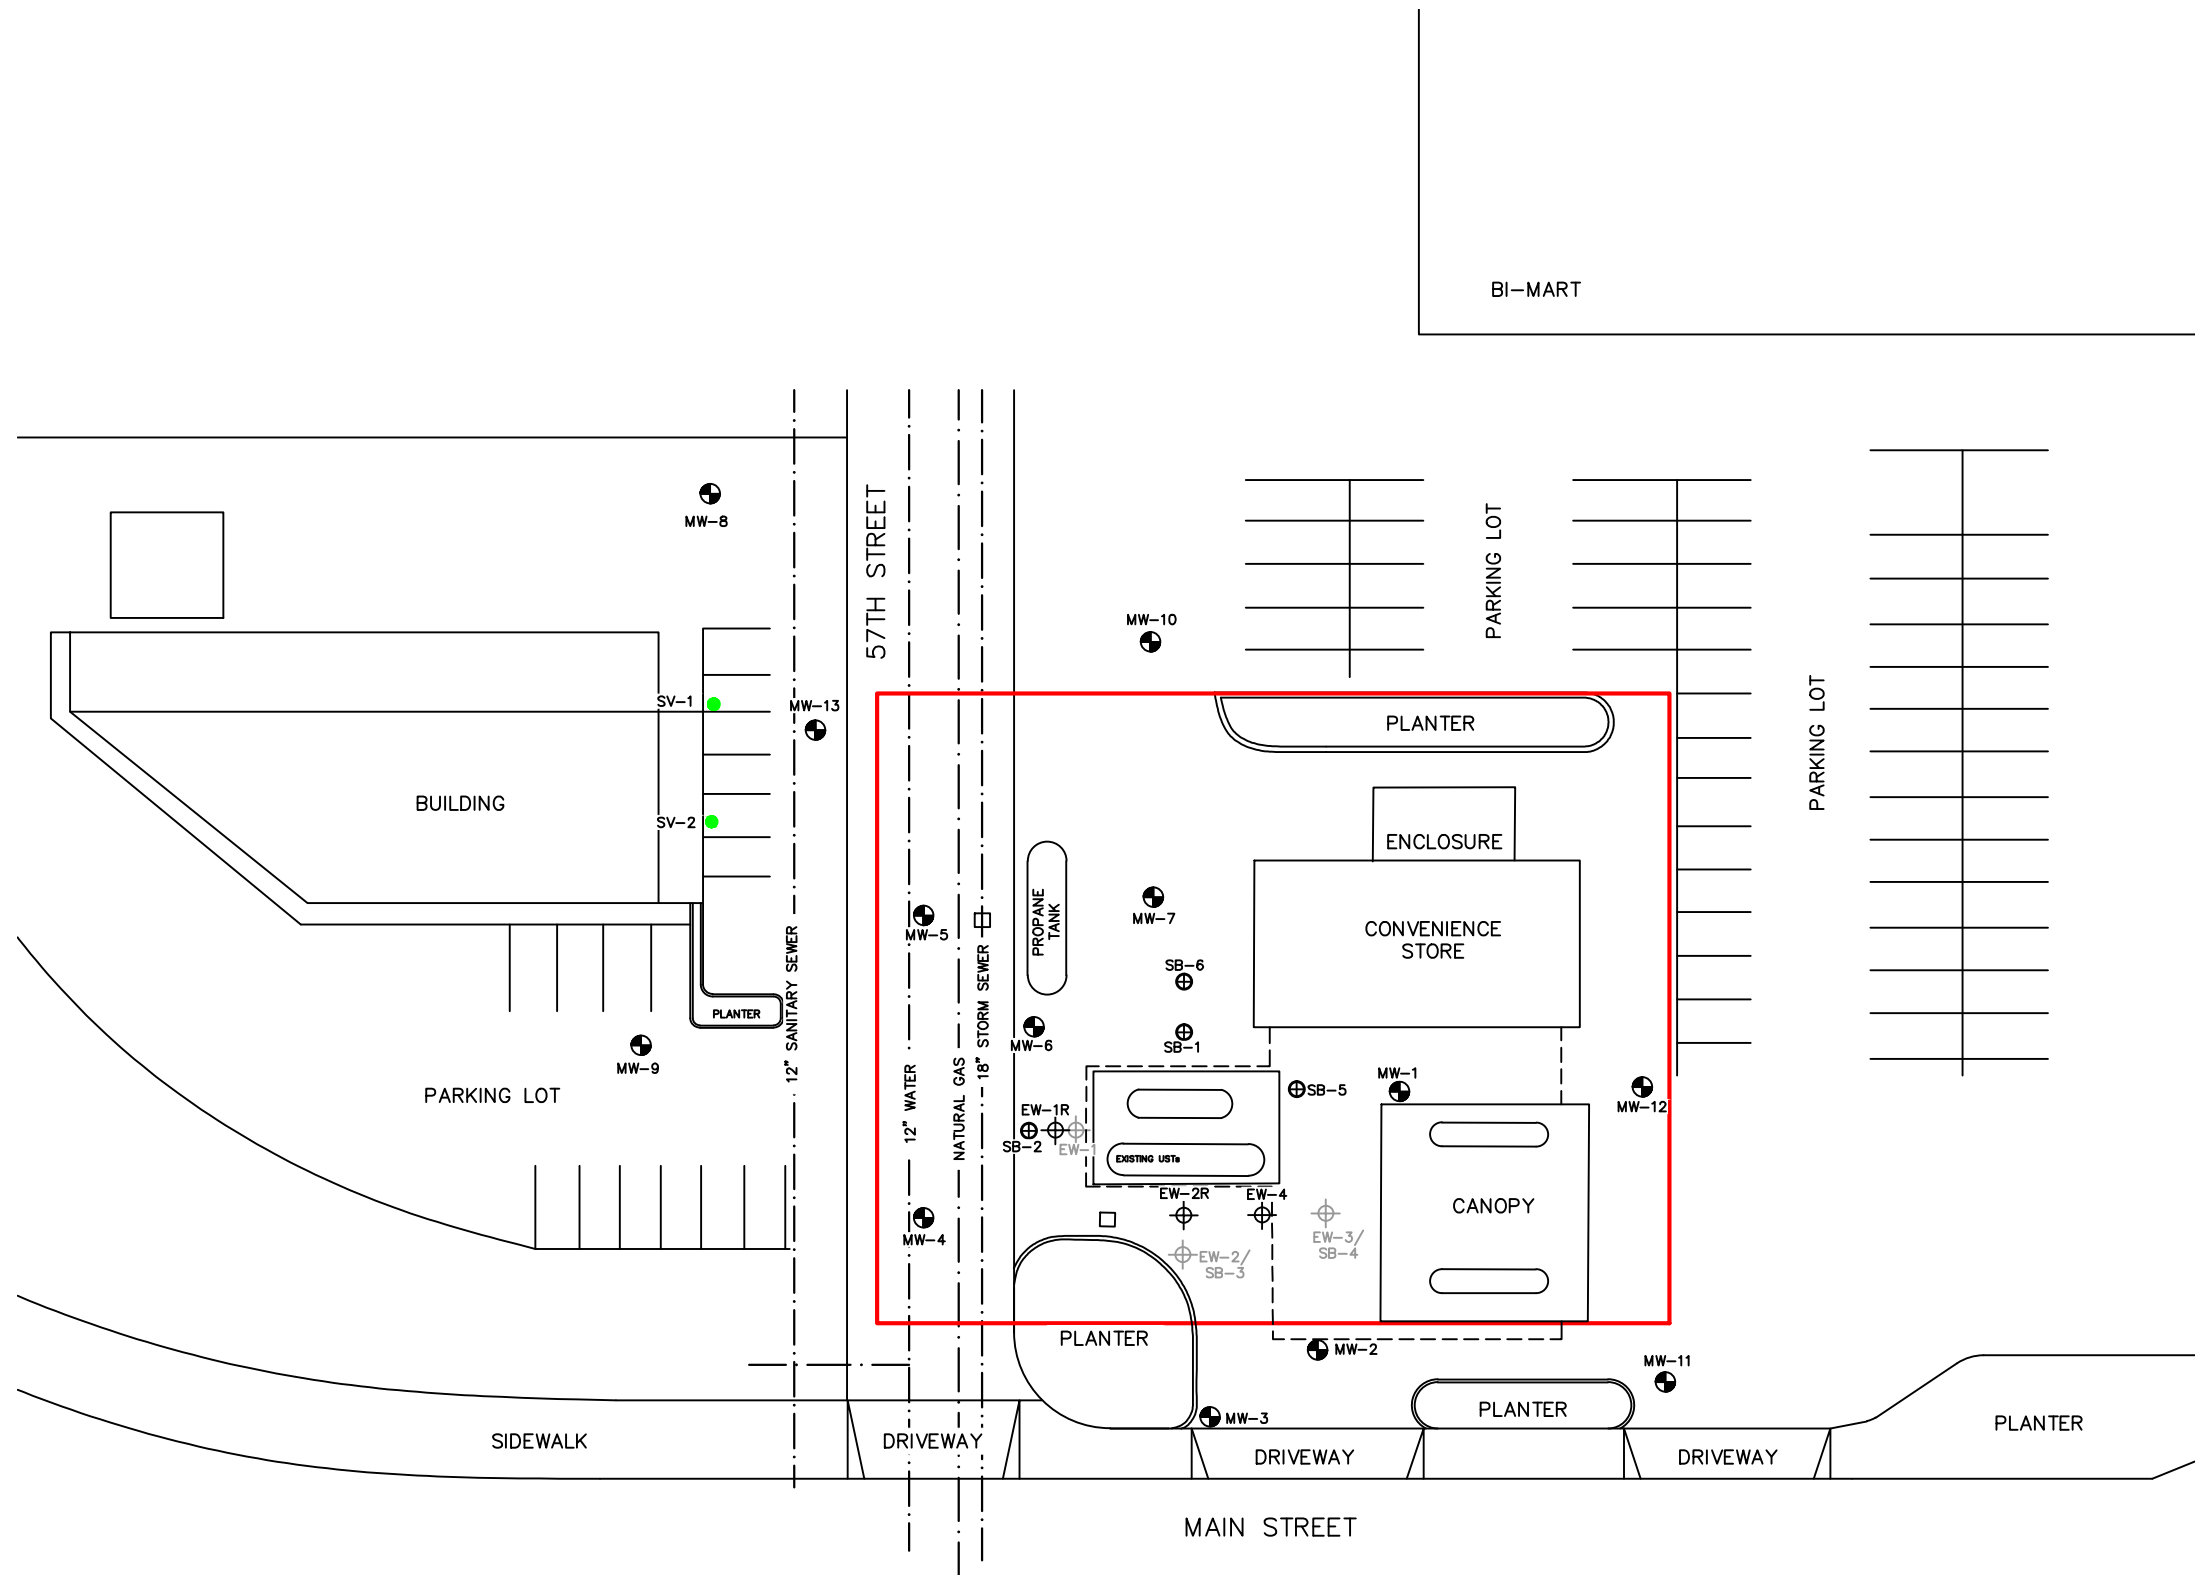 BI-MART
57TH STREET
PARKING LOT
PARKING LOT
MW-8
MW-10
SV-1
MW-13
PLANTER
BUILDING
SV-2
ENCLOSURE
PROPANE
TANK
MW-7
CONVENIENCE
STORE
MW-5
12" SANITARY SEWER
18" STORM SEWER
SB-6
PLANTER
MW-6
SB-1
MW-9
PARKING LOT
12" WATER
NATURAL GAS
SB-5
MW-1
MW-12
EW-1R
SB-2
EW-1
EXISTING USTs
EW-2R
EW-4
CANOPY
MW-4
EW-2/
SB-3
EW-3/
SB-4
PLANTER
MW-2
MW-11
MW-3
PLANTER
PLANTER
SIDEWALK
DRIVEWAY
DRIVEWAY
DRIVEWAY
MAIN STREET